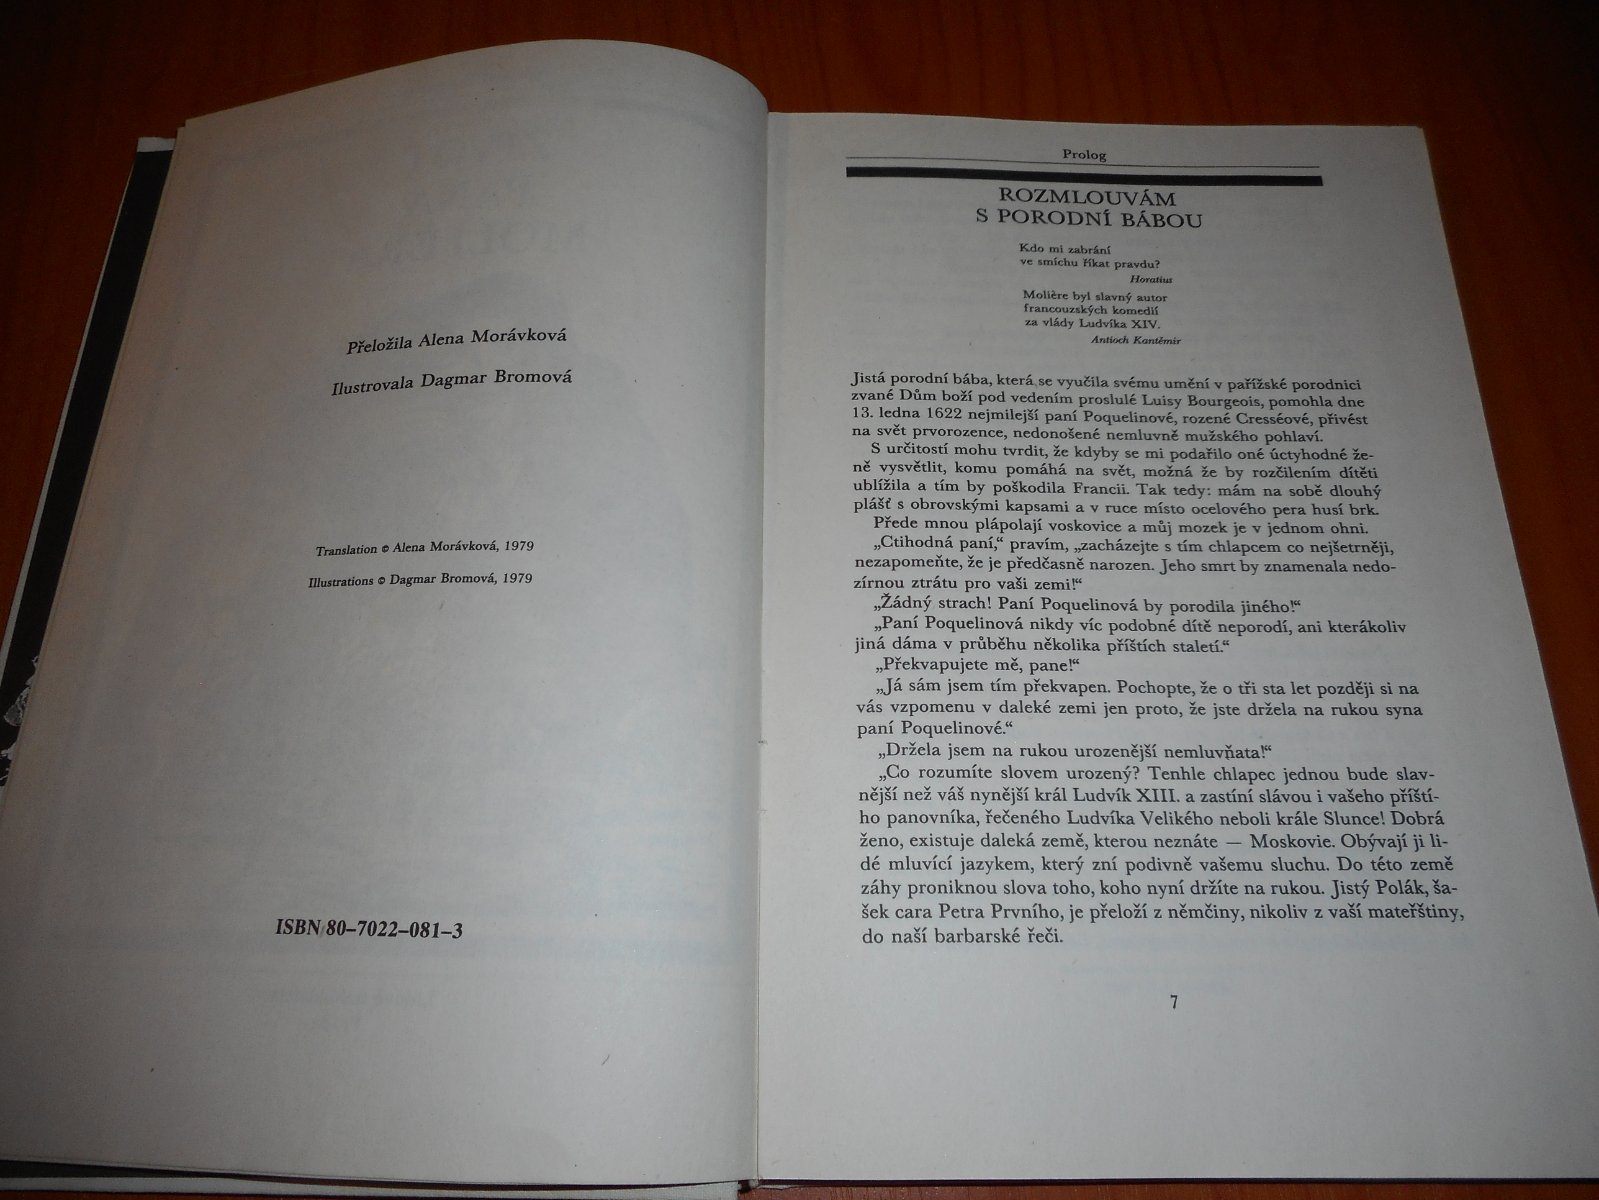 Přeložila Alena Morávková
Ilustrovala Dagmar Bromová
Translation © Alena Morávková, 1979
Illustrations © Dagmar Bromová, 1979
ISBN 80–7022–081–3
Prolog
ROZMLOUVÁM
S PORODNÍ BÁBOU
Kdo mi zabrání
ve smíchu říkat pravdu?
Horatius
Molière byl slavný autor
francouzských komedií
za vlády Ludvíka XIV.
Antioch Kantěmir
Jistá porodní bába, která se vyučila svému umění v pařížské porodnici
zvané Dům boží pod vedením proslulé Luisy Bourgeois, pomohla dne
13. ledna 1622 nejmilejší paní Poquelinové, rozené Cresséové, přivést
na svět prvorozence, nedonošené nemluvně mužského pohlaví.
S určitostí mohu tvrdit, že kdyby se mi podařilo oné úctyhodné že-
ně vysvětlit, komu pomáhá na svět, možná že by rozčilením dítěti
ublížila a tím by poškodila Francii. Tak tedy: mám na sobě dlouhý
plášť s obrovskými kapsami a v ruce místo ocelového pera husí brk.
Přede mnou plápolají voskovice a můj mozek je v jednom ohni.
„Ctihodná paní,“ pravím, „zacházejte s tím chlapcem co nejšetrněji,
nezapomeňte, že je předčasně narozen. Jeho smrt by znamenala nedo-
zírnou ztrátu pro vaši zemi!“
„Žádný strach! Paní Poquelinová by porodila jiného!“
„Paní Poquelinová nikdy víc podobné dítě neporodí, ani kterákoliv
jiná dáma v průběhu několika příštích staletí.“
„Překvapujete mě, pane!“
„Já sám jsem tím překvapen. Pochopte, že o tři sta let později si na
vás vzpomenu v daleké zemi jen proto, že jste držela na rukou syna
paní Poquelinové.“
„Držela jsem na rukou urozenější nemluvňata!“
„Co rozumíte slovem urozený? Tenhle chlapec jednou bude slav-
nější než váš nynější král Ludvík XIII. a zastíní slávou i vašeho příští-
ho panovníka, řečeného Ludvíka Velikého neboli krále Slunce! Dobrá
ženo, existuje daleká země, kterou neznáte — Moskovie. Obývají ji li-
dé mluvící jazykem, který zní podivně vašemu sluchu. Do této země
záhy proniknou slova toho, koho nyní držíte na rukou. Jistý Polák, ša-
šek cara Petra Prvního, je přeloží z němčiny, nikoliv z vaší mateřštiny,
do naší barbarské řeči.
7